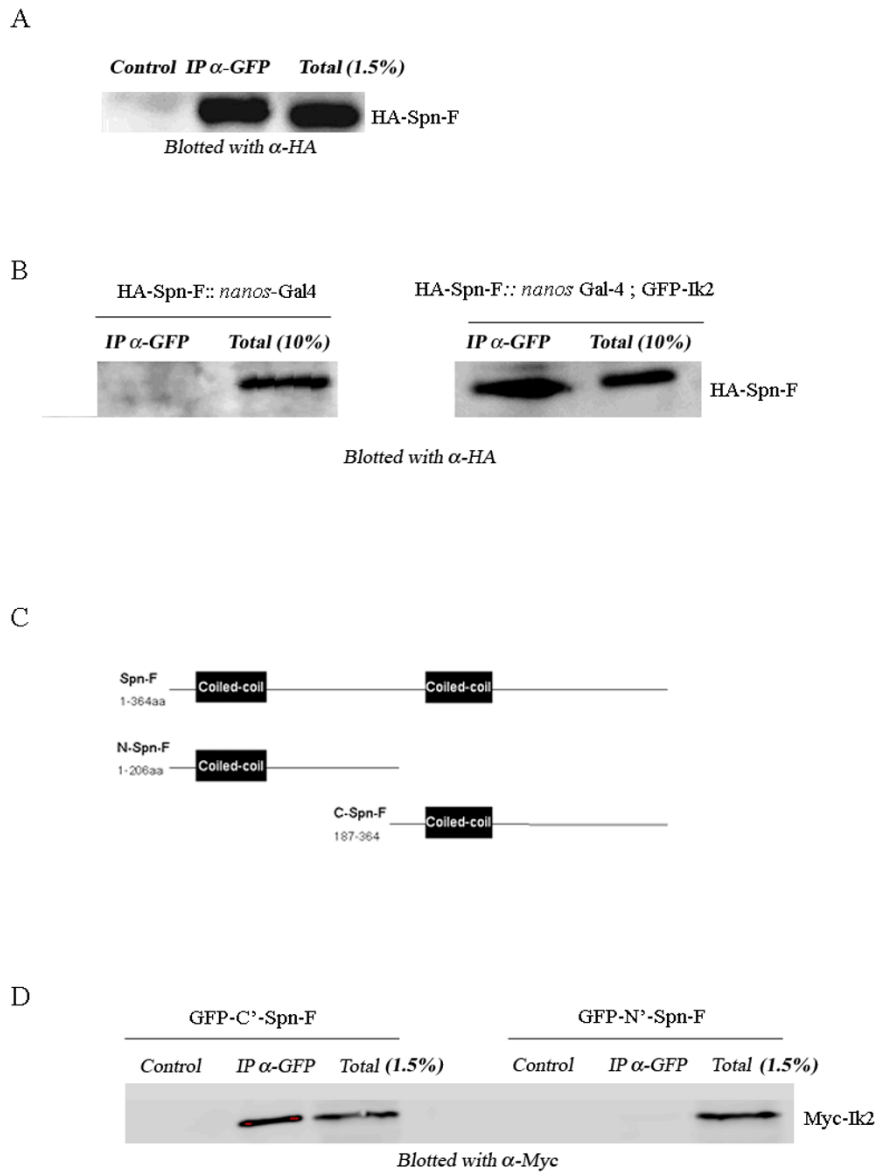 A
Control IP α-GFP Total (1.5%)
HA-Spn-F
Blotted with α-HA
B
HA-Spn-F:: nanos-Gal4
HA-Spn-F:: nanos Gal-4 ; GFP-Ik2
IP α-GFP Total (10%) IP α-GFP Total (10%)
HA-Spn-F
Blotted with α-HA
C
Spn-F
1-364aa
Coiled-coil Coiled-coil
N-Spn-F
1-206aa
Coiled-coil
C-Spn-F
187-364
Coiled-coil
D
GFP-C’-Spn-F GFP-N’-Spn-F
Control IP α-GFP Total (1.5%) Control IP α-GFP Total (1.5%)
Myc-Ik2
Blotted with α-Myc